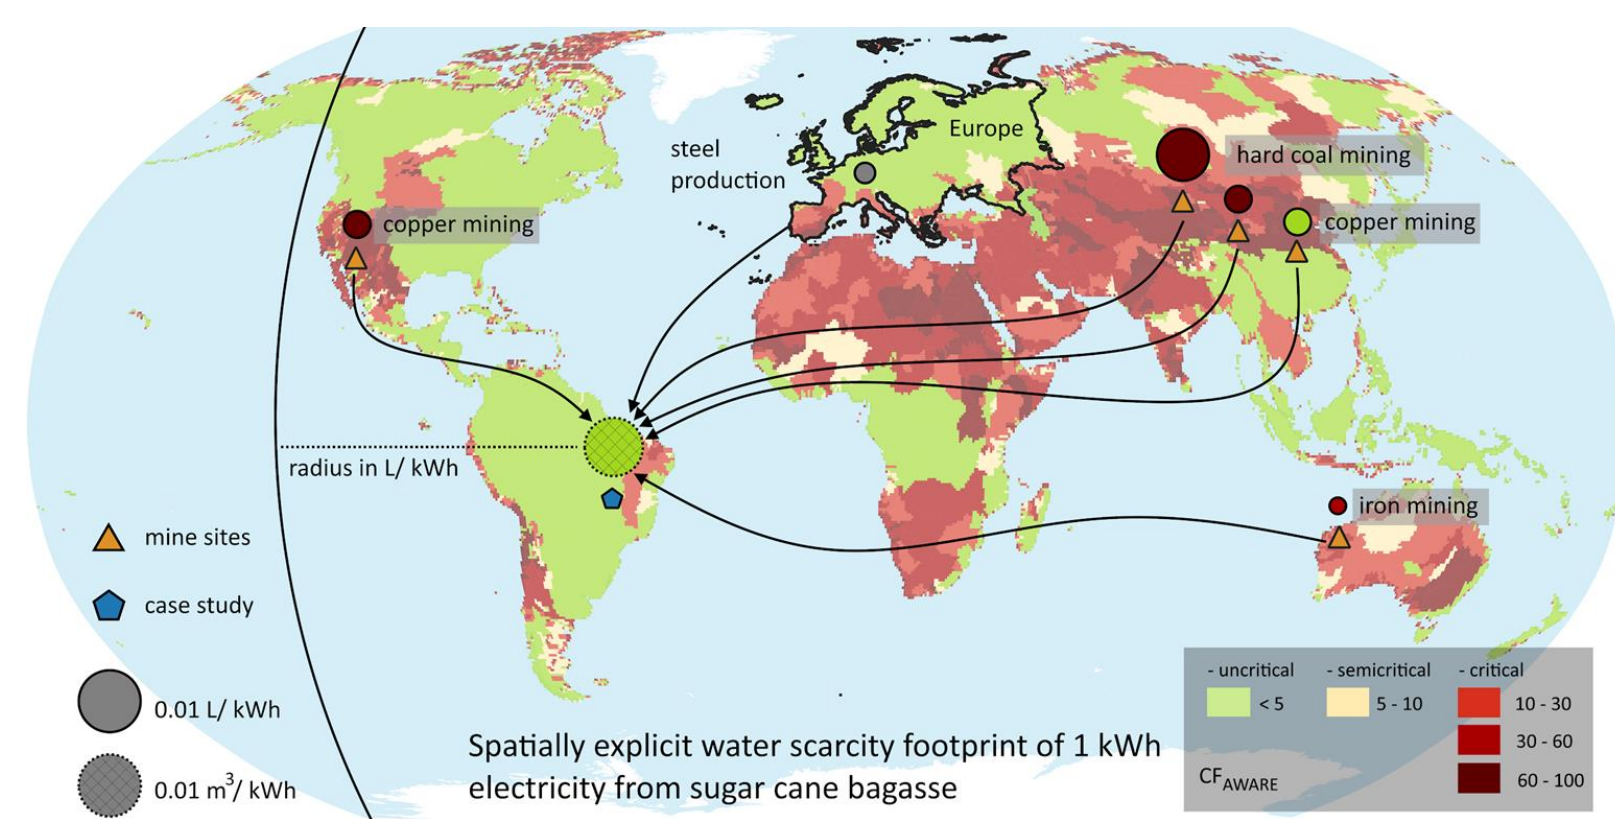 Europe
steel
production
hard coal mining
copper mining
copper mining
radius in L/ kWh
iron mining
mine sites
case study
0.01 L/ kWh
0.01 m³/ kWh
Spatially explicit water scarcity footprint of 1 kWh
electricity from sugar cane bagasse
- uncritical
- semicritical
- critical
< 5
5 - 10
10 - 30
30 - 60
60 - 100
CF AWARE